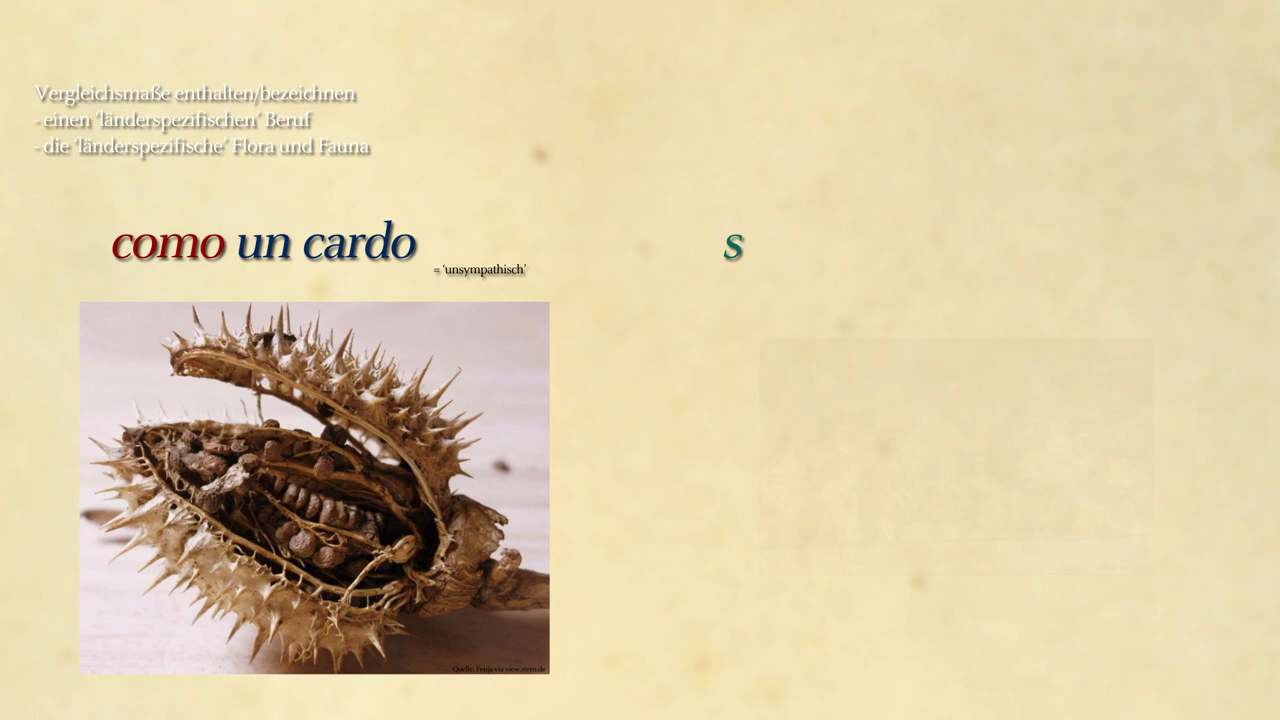 Vergleichsmaße enthalten/bezeichnen
- einen 'länderspezifischen' Beruf
- die 'länderspezifische' Flora und Fauna
como un cardo
= 'unsympathisch'
s
Quelle: Fenja via view.stern.de